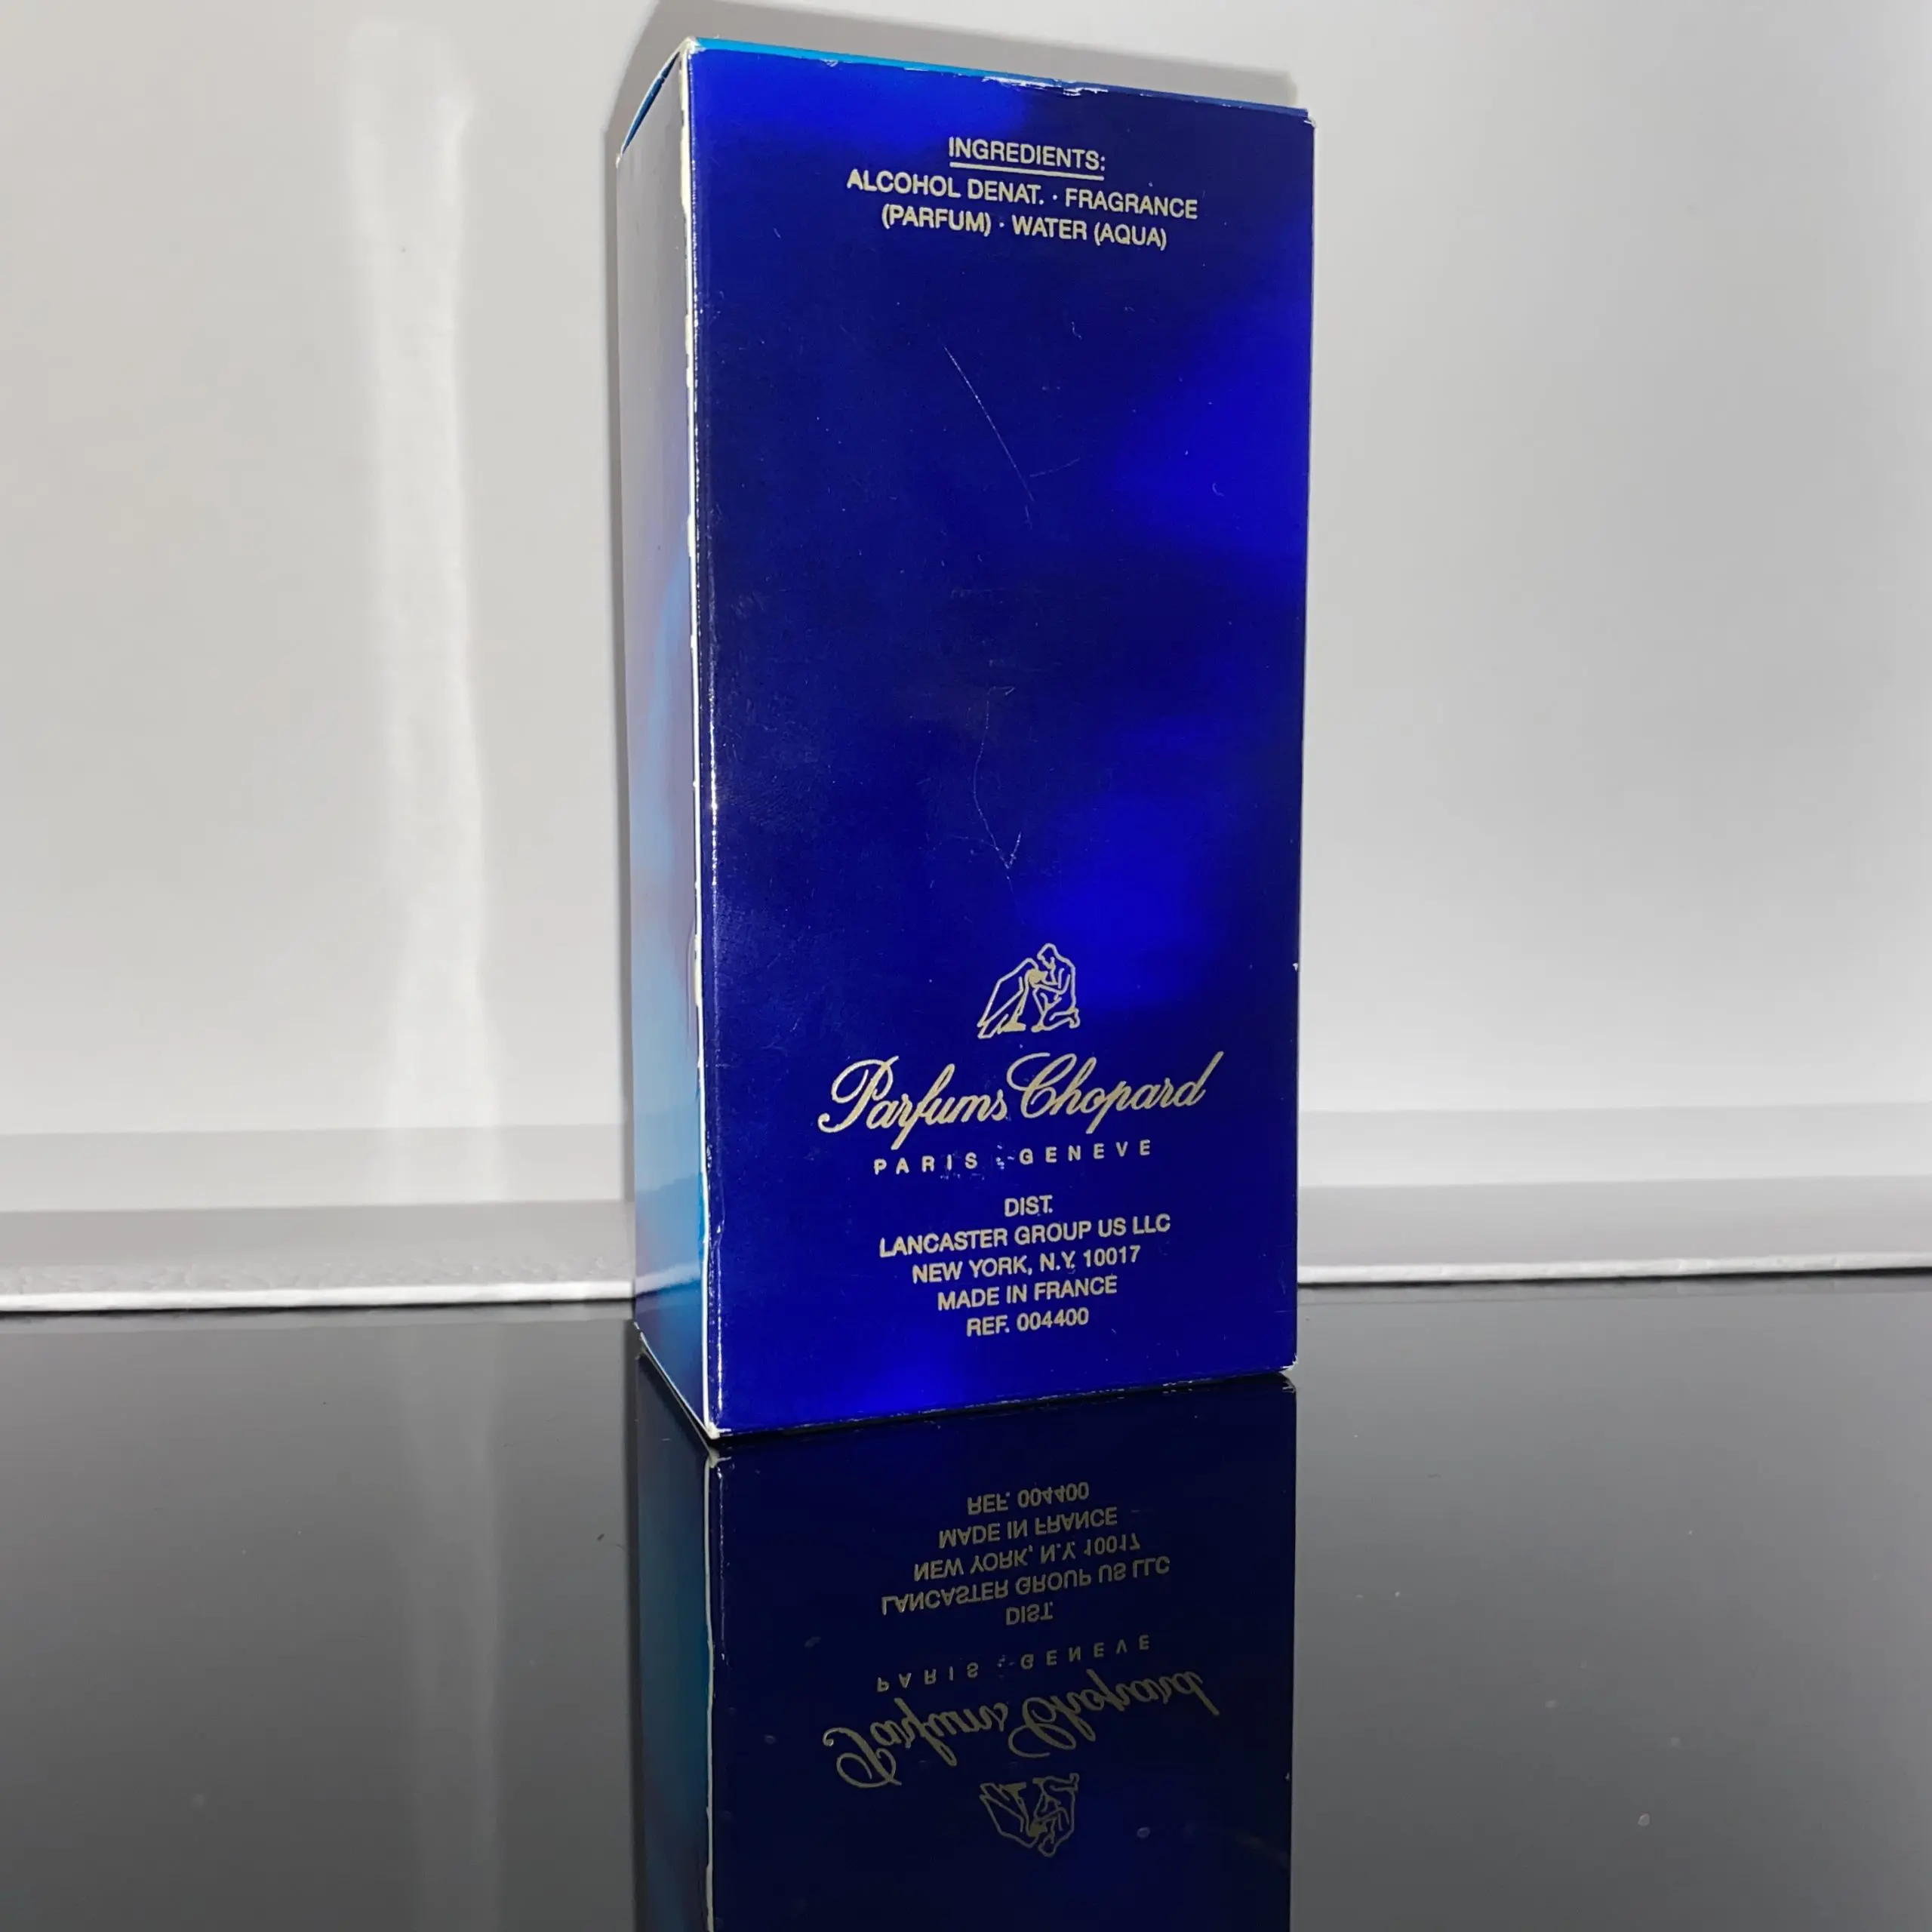 INGREDIENTS:
ALCOHOL DENAT. · FRAGRANCE
(PARFUM) · WATER (AQUA)
Parfums Chopard
PARIS - GENEVE
DIST.
LANCASTER GROUP US LLC
NEW YORK, N.Y. 10017
MADE IN FRANCE
REF. 004400